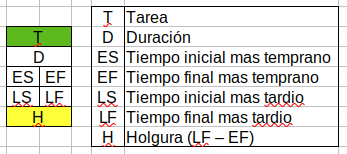 T
D
ES EF
LS LF
H
T Tarea
D Duración
ES Tiempo inicial mas temprano
EF Tiempo final mas temprano
LS Tiempo inicial mas tardio
LF Tiempo final mas tardio
H Holgura (LF – EF)